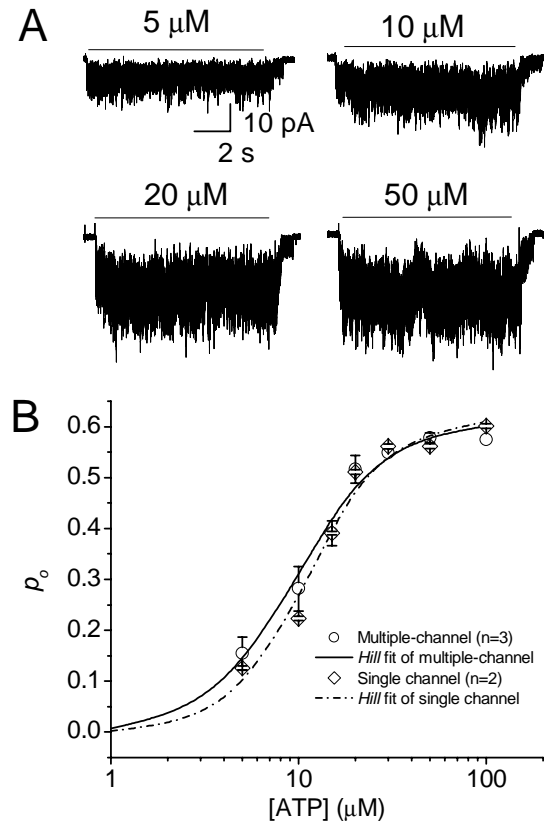 A
5 μM
10 μM
10 pA
2 s
20 μM
50 μM
B
0.6
0.5
0.4
0.3
0.2
0.1
0.0
pₒ
Multiple-channel (n=3)
Hill fit of multiple-channel
Single channel (n=2)
Hill fit of single channel
1
10
100
[ATP] (μM)